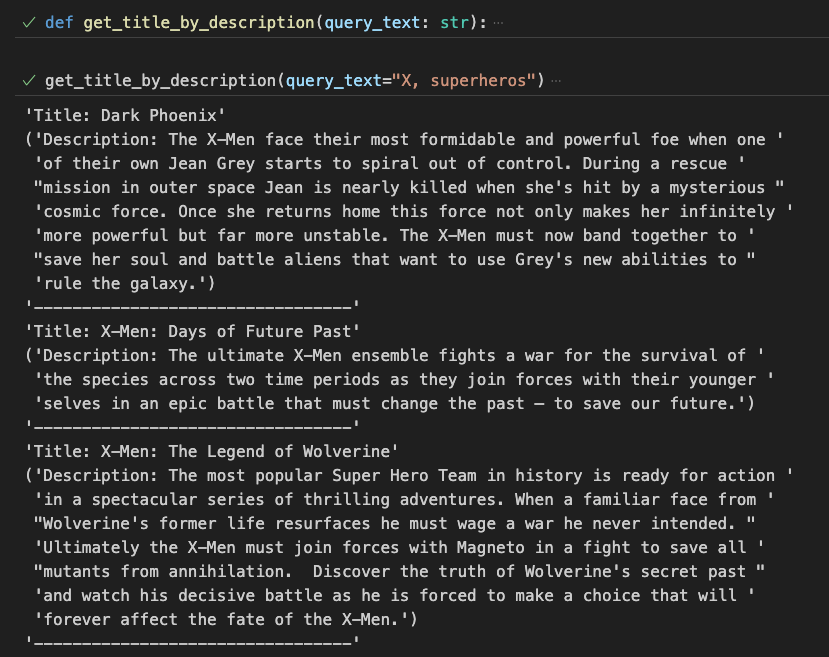 ✓ def get_title_by_description(query_text: str): ···
✓ get_title_by_description(query_text="X, superheros") ···
'Title: Dark Phoenix'
('Description: The X-Men face their most formidable and powerful foe when one '
 'of their own Jean Grey starts to spiral out of control. During a rescue '
 "mission in outer space Jean is nearly killed when she's hit by a mysterious "
 'cosmic force. Once she returns home this force not only makes her infinitely '
 'more powerful but far more unstable. The X-Men must now band together to '
 "save her soul and battle aliens that want to use Grey's new abilities to "
 'rule the galaxy.')
'---------------------------------'
'Title: X-Men: Days of Future Past'
('Description: The ultimate X-Men ensemble fights a war for the survival of '
 'the species across two time periods as they join forces with their younger '
 'selves in an epic battle that must change the past – to save our future.')
'---------------------------------'
'Title: X-Men: The Legend of Wolverine'
('Description: The most popular Super Hero Team in history is ready for action '
 'in a spectacular series of thrilling adventures. When a familiar face from '
 "Wolverine's former life resurfaces he must wage a war he never intended. "
 'Ultimately the X-Men must join forces with Magneto in a fight to save all '
 "mutants from annihilation.  Discover the truth of Wolverine's secret past "
 'and watch his decisive battle as he is forced to make a choice that will '
 'forever affect the fate of the X-Men.')
'---------------------------------'